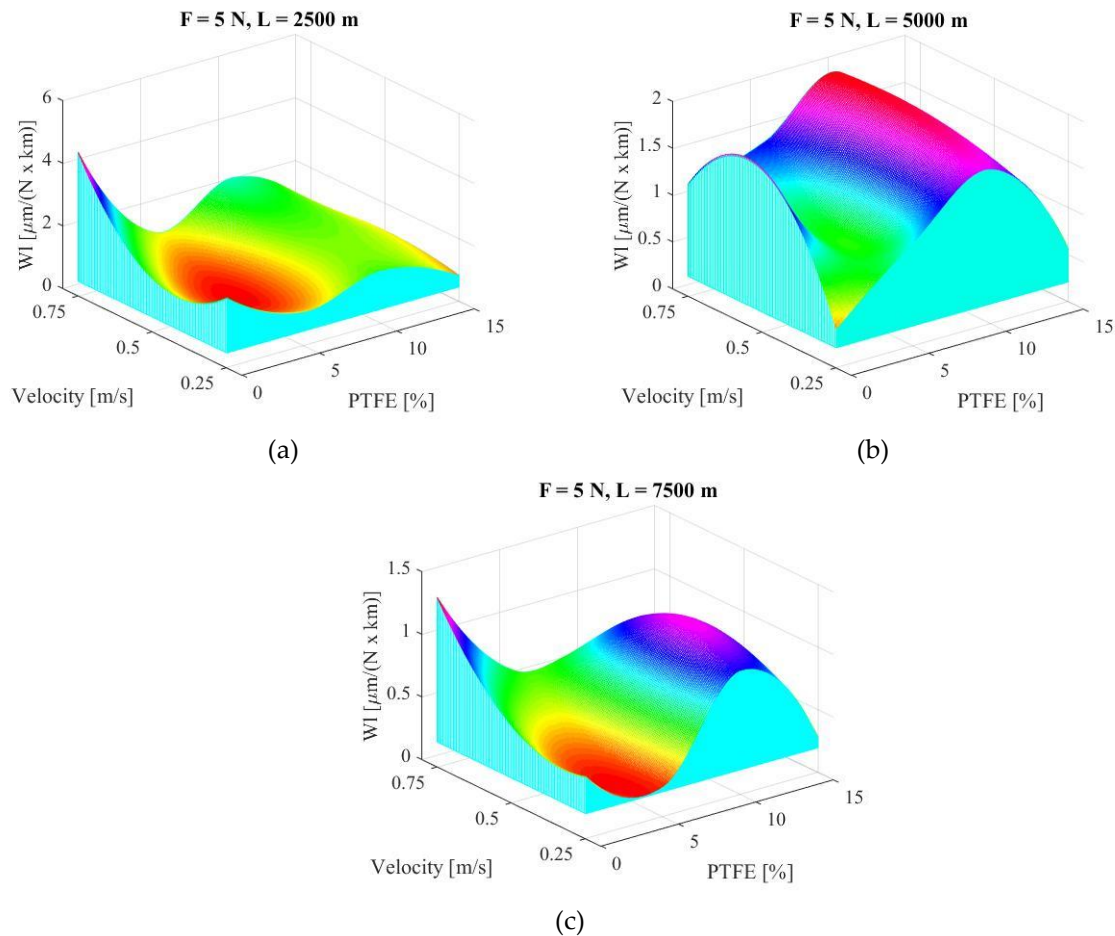 F = 5 N, L = 2500 m
WI [μm/(N x km)]
6
4
2
0
0.75
0.5
0.25
Velocity [m/s]
0
5
10
15
PTFE [%]
(a)
F = 5 N, L = 5000 m
WI [μm/(N x km)]
2
1.5
1
0.5
0
0.75
0.5
0.25
Velocity [m/s]
0
5
10
15
PTFE [%]
(b)
F = 5 N, L = 7500 m
WI [μm/(N x km)]
1.5
1
0.5
0
0.75
0.5
0.25
Velocity [m/s]
0
5
10
15
PTFE [%]
(c)